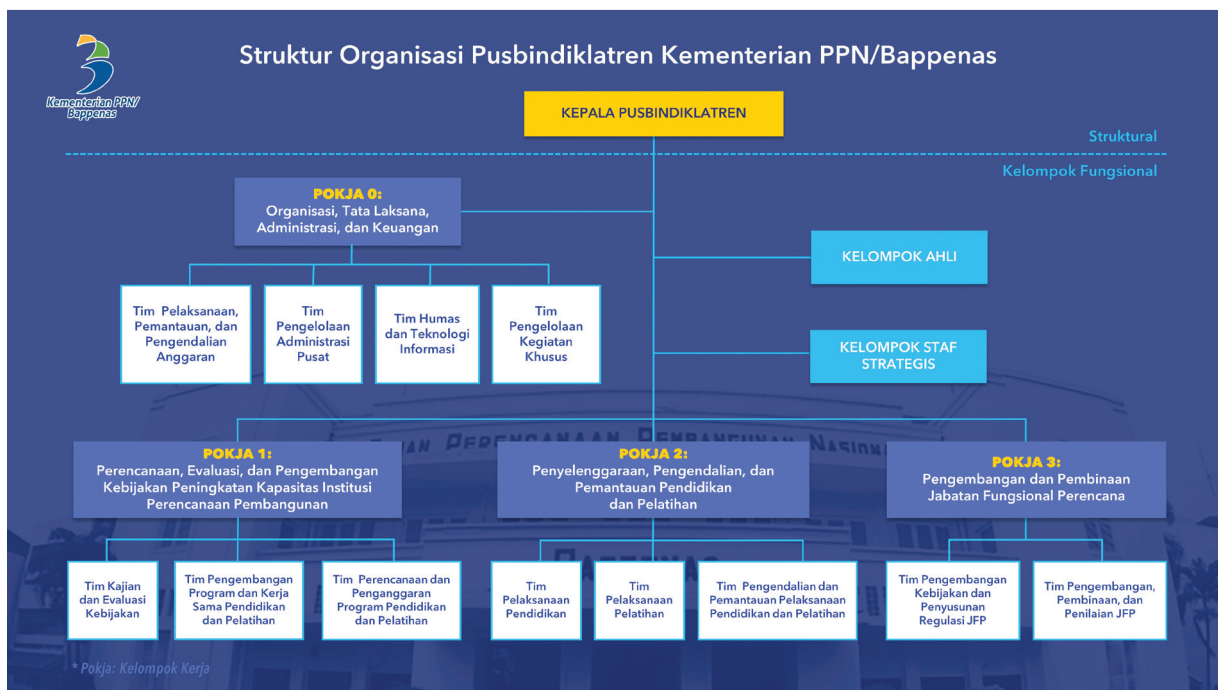 Struktur Organisasi Pusbindiklatren Kementerian PPN/Bappenas
Kementerian PPN/
Bappenas
KEPALA PUSBINDIKLATREN
Struktural
Kelompok Fungsional
POKJA 0:
Organisasi, Tata Laksana,
Administrasi, dan Keuangan
KELOMPOK AHLI
Tim Pelaksanaan,
Pemantauan, dan
Pengendalian
Anggaran
Tim
Pengelolaan
Administrasi
Pusat
Tim Humas
dan Teknologi
Informasi
Tim
Pengelolaan
Kegiatan
Khusus
KELOMPOK STAF
STRATEGIS
POKJA 1:
Perencanaan, Evaluasi, dan Pengembangan
Kebijakan Peningkatan Kapasitas Institusi
Perencanaan Pembangunan
POKJA 2:
Penyelenggaraan, Pengendalian, dan
Pemantauan Pendidikan
dan Pelatihan
POKJA 3:
Pengembangan dan Pembinaan
Jabatan Fungsional Perencana
Tim Kajian
dan Evaluasi
Kebijakan
Tim Pengembangan
Program dan Kerja
Sama Pendidikan
dan Pelatihan
Tim Perencanaan dan
Penganggaran
Program Pendidikan
dan Pelatihan
Tim
Pelaksanaan
Pendidikan
Tim
Pelaksanaan
Pelatihan
Tim Pengendalian dan
Pemantauan Pelaksanaan
Pendidikan dan Pelatihan
Tim Pengembangan
Kebijakan dan
Penyusunan
Regulasi JFP
Tim Pengembangan,
Pembinaan, dan
Penilaian JFP
* Pokja: Kelompok Kerja